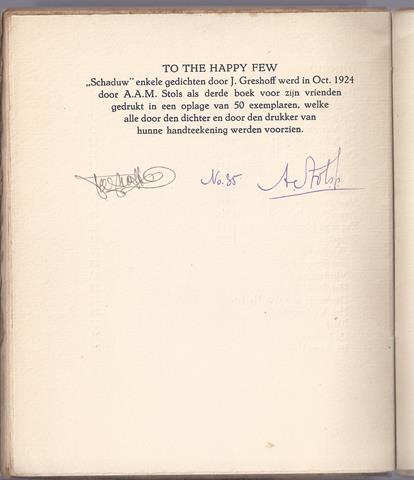 TO THE HAPPY FEW
„Schaduw" enkele gedichten door J. Greshoff werd in Oct. 1924
door A.A.M. Stols als derde boek voor zijn vrienden
gedrukt in een oplage van 50 exemplaren, welke
alle door den dichter en door den drukker van
hunne handteekening werden voorzien.
No. 35 A. Stols